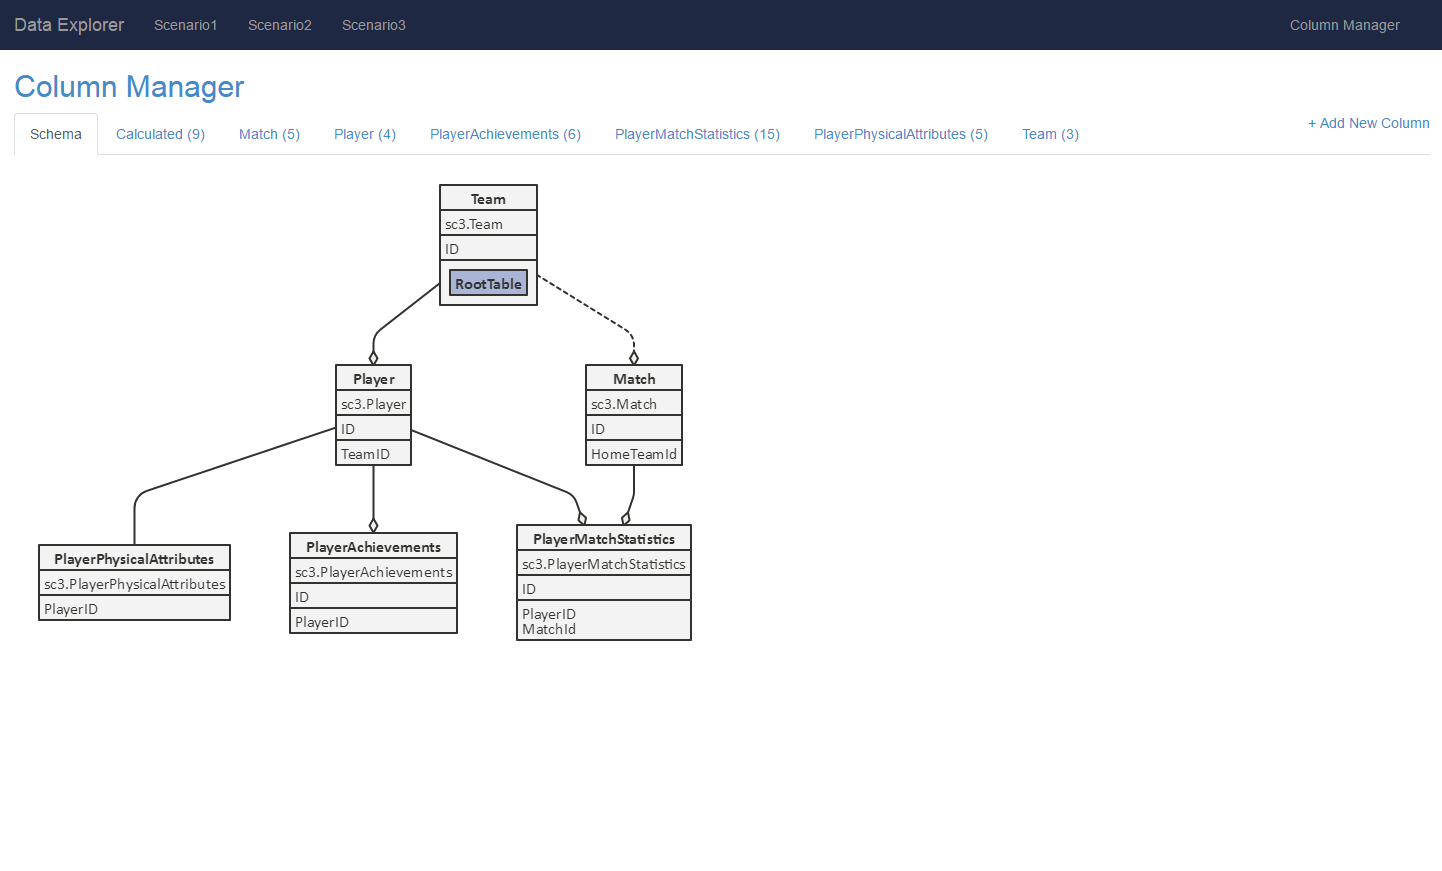 Data Explorer Scenario1 Scenario2 Scenario3 Column Manager
Column Manager
Schema Calculated (9) Match (5) Player (4) PlayerAchievements (6) PlayerMatchStatistics (15) PlayerPhysicalAttributes (5) Team (3) + Add New Column
Team
sc3.Team
ID
RootTable
Player
sc3.Player
ID
TeamID
Match
sc3.Match
ID
HomeTeamId
PlayerPhysicalAttributes
sc3.PlayerPhysicalAttributes
PlayerID
PlayerAchievements
sc3.PlayerAchievements
ID
PlayerID
PlayerMatchStatistics
sc3.PlayerMatchStatistics
ID
PlayerID
MatchId